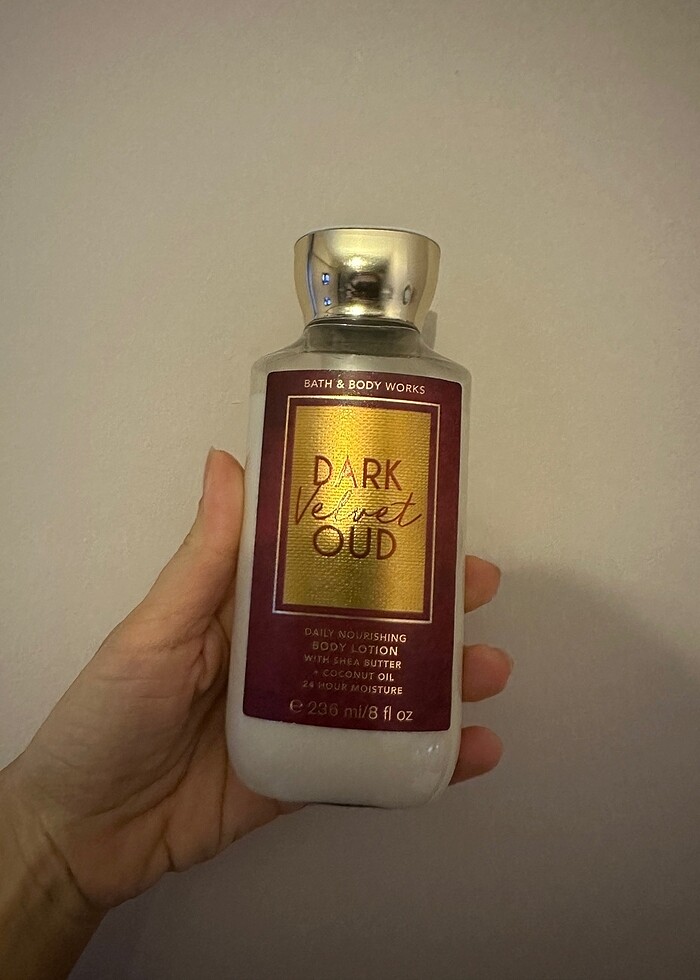 BATH & BODY WORKS
DARK
Velvet
OUD
DAILY NOURISHING
BODY LOTION
WITH SHEA BUTTER
+ COCONUT OIL
24 HOUR MOISTURE
℮ 236 ml/8 fl oz